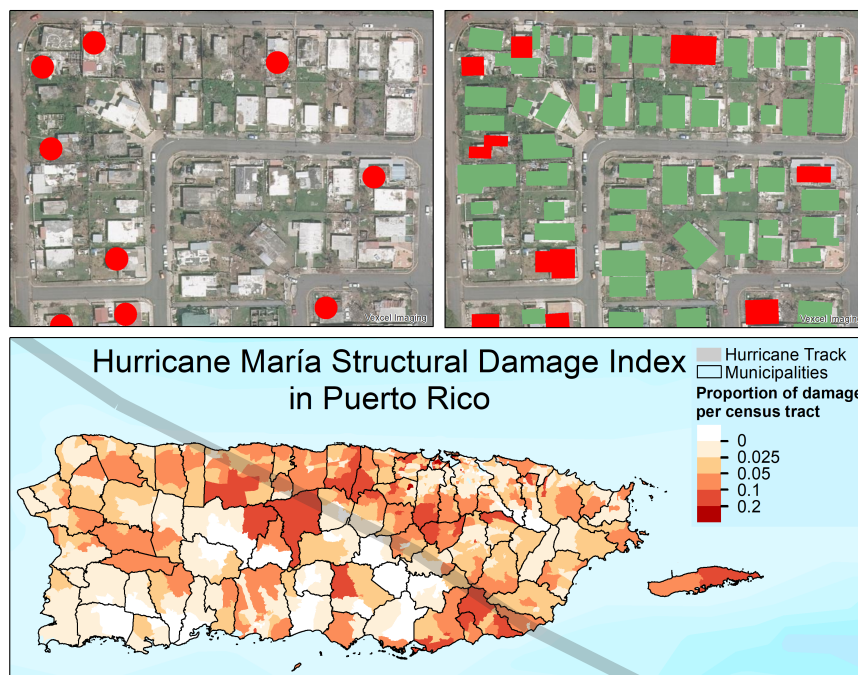 Vexcel Imaging
Vexcel Imaging
Hurricane María Structural Damage Index
in Puerto Rico
Hurricane Track
Municipalities
Proportion of damage
per census tract
0
0.025
0.05
0.1
0.2